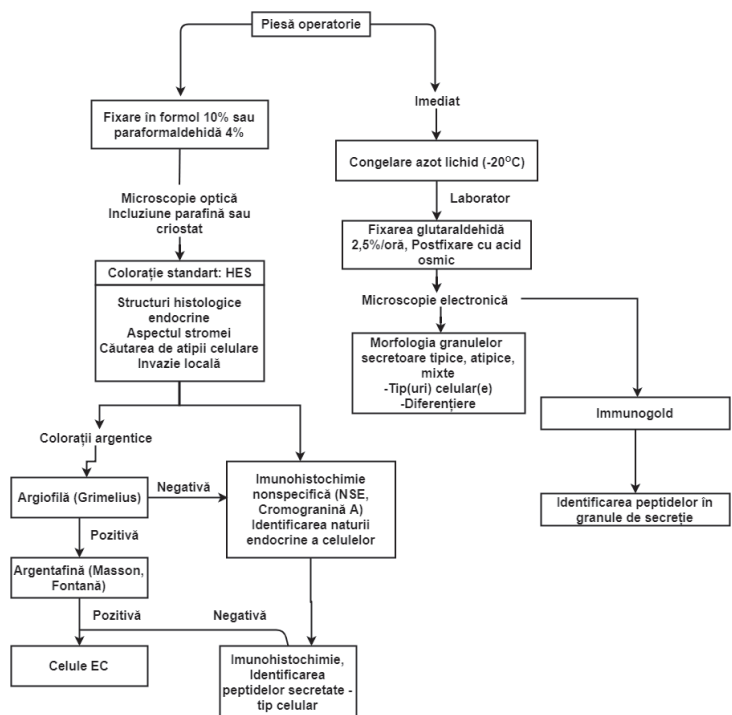 Piesă operatorie
Fixare în formol 10% sau
paraformaldehidă 4%
Imediat
Congelare azot lichid (-20ºC)
Microscopie optică
Incluziune parafină sau
criostat
Laborator
Fixarea glutaraldehidă
2,5%/oră, Postfixare cu acid
osmic
Colorație standart: HES
Structuri histologice
endocrine
Aspectul stromei
Căutarea de atipii celulare
Invazie locală
Microscopie electronică
Morfologia granulelor
secretoare tipice, atipice,
mixte
-Tip(uri) celular(e)
-Diferențiere
Immunogold
Identificarea peptidelor în
granule de secreție
Colorații argentice
Argiofilă (Grimelius)
Negativă
Imunohistochimie
nonspecifică (NSE,
Cromogranină A)
Identificarea naturii
endocrine a celulelor
Pozitivă
Argentafină (Masson,
Fontană)
Pozitivă
Negativă
Celule EC
Imunohistochimie,
Identificarea
peptidelor secretate -
tip celular